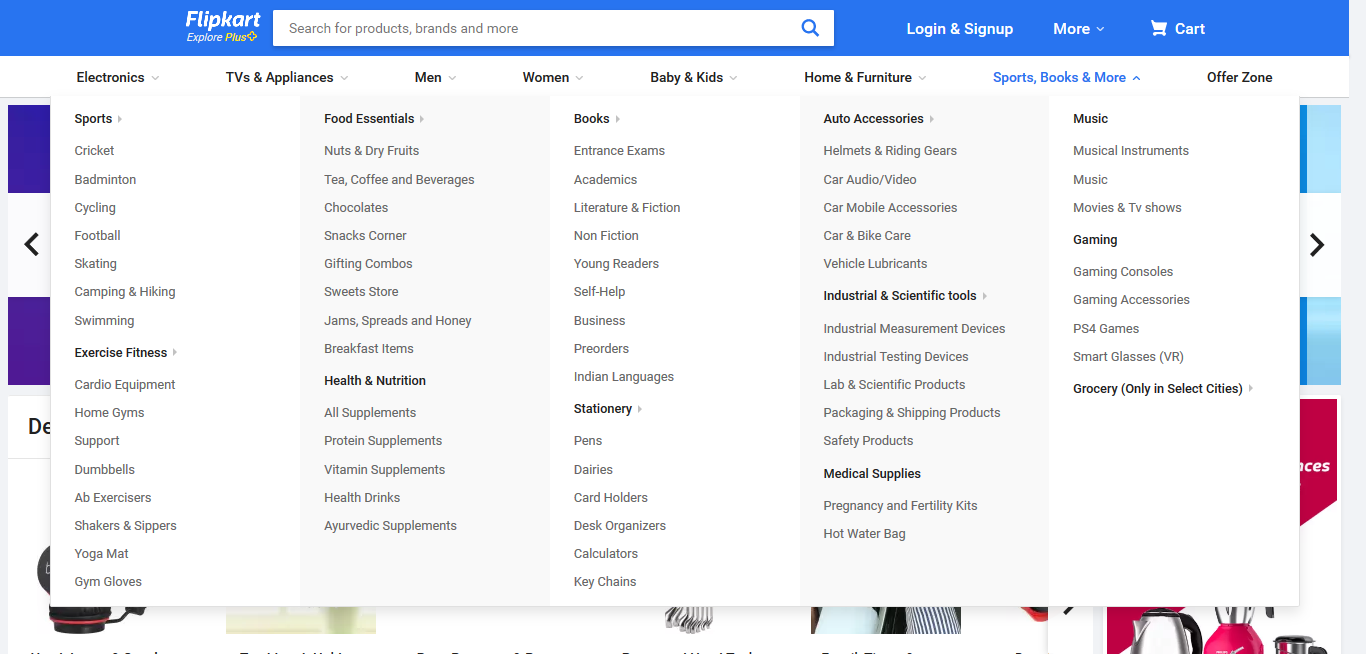 Flipkart
Explore Plus
Search for products, brands and more
Login & Signup
More
Cart
Electronics
TVs & Appliances
Men
Women
Baby & Kids
Home & Furniture
Sports, Books & More
Offer Zone
Sports
Cricket
Badminton
Cycling
Football
Skating
Camping & Hiking
Swimming
Exercise Fitness
Cardio Equipment
Home Gyms
Support
Dumbbells
Ab Exercisers
Shakers & Sippers
Yoga Mat
Gym Gloves
Food Essentials
Nuts & Dry Fruits
Tea, Coffee and Beverages
Chocolates
Snacks Corner
Gifting Combos
Sweets Store
Jams, Spreads and Honey
Breakfast Items
Health & Nutrition
All Supplements
Protein Supplements
Vitamin Supplements
Health Drinks
Ayurvedic Supplements
Books
Entrance Exams
Academics
Literature & Fiction
Non Fiction
Young Readers
Self-Help
Business
Preorders
Indian Languages
Stationery
Pens
Dairies
Card Holders
Desk Organizers
Calculators
Key Chains
Auto Accessories
Helmets & Riding Gears
Car Audio/Video
Car Mobile Accessories
Car & Bike Care
Vehicle Lubricants
Industrial & Scientific tools
Industrial Measurement Devices
Industrial Testing Devices
Lab & Scientific Products
Packaging & Shipping Products
Safety Products
Medical Supplies
Pregnancy and Fertility Kits
Hot Water Bag
Music
Musical Instruments
Music
Movies & Tv shows
Gaming
Gaming Consoles
Gaming Accessories
PS4 Games
Smart Glasses (VR)
Grocery (Only in Select Cities)
De
nces